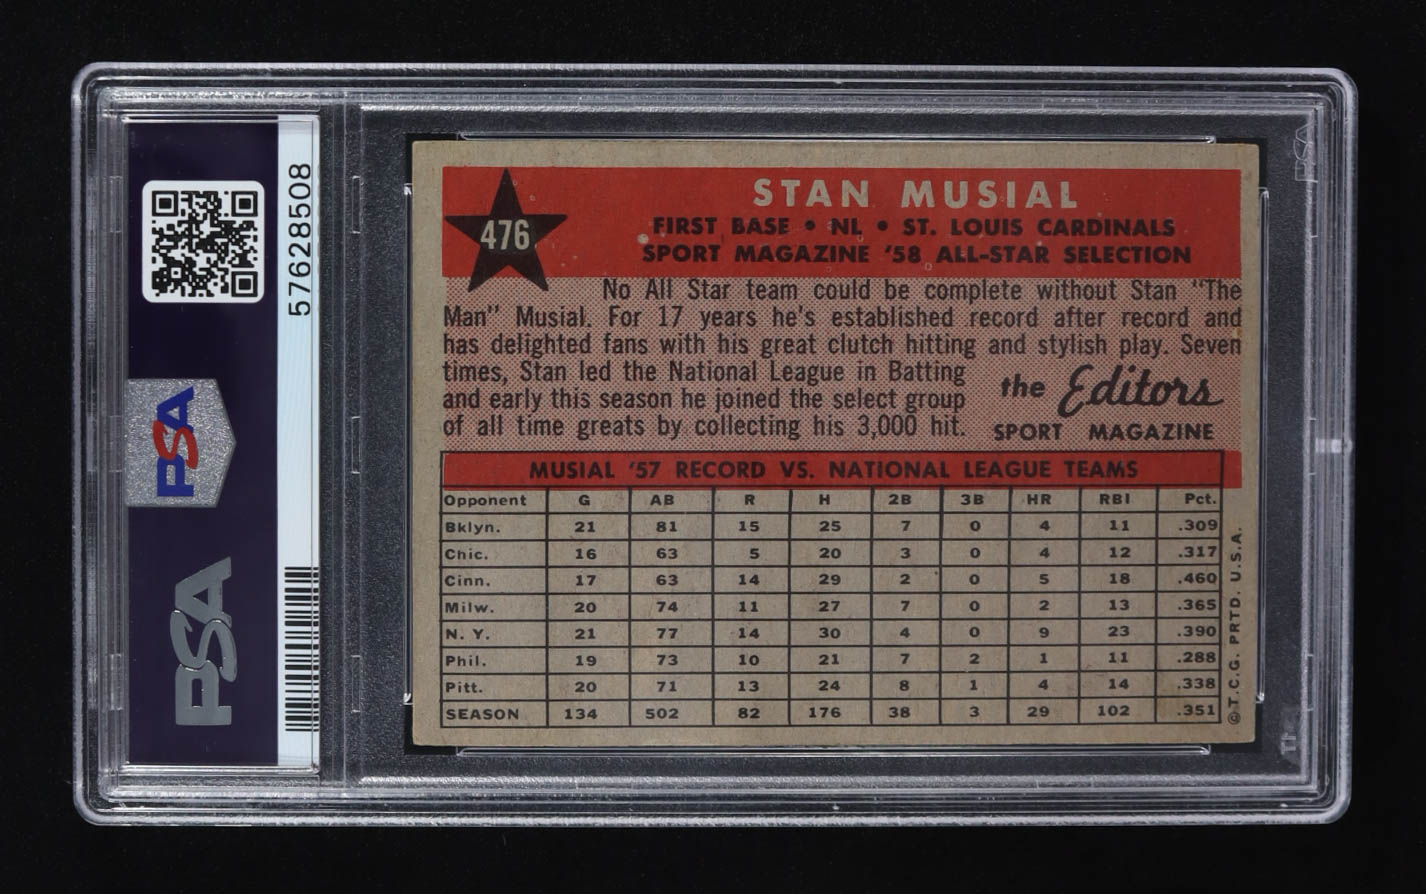 57628508
PSA
PSA
476
STAN MUSIAL
FIRST BASE • NL • ST. LOUIS CARDINALS
SPORT MAGAZINE '58 ALL-STAR SELECTION
No All Star team could be complete without Stan "The
Man" Musial. For 17 years he's established record after record and
has delighted fans with his great clutch hitting and stylish play. Seven
times, Stan led the National League in Batting
and early this season he joined the select group
of all time greats by collecting his 3,000 hit.
the Editors
SPORT MAGAZINE
MUSIAL '57 RECORD VS. NATIONAL LEAGUE TEAMS
Opponent G AB R H 2B 3B HR RBI Pct.
Bklyn. 21 81 15 25 7 0 4 11 .309
Chic. 16 63 5 20 3 0 4 12 .317
Cinn. 17 63 14 29 2 0 5 18 .460
Milw. 20 74 11 27 7 0 2 13 .365
N. Y. 21 77 14 30 4 0 9 23 .390
Phil. 19 73 10 21 7 2 1 11 .288
Pitt. 20 71 13 24 8 1 4 14 .338
SEASON 134 502 82 176 38 3 29 102 .351
©T.C.G. PRTD. U.S.A.
PSA